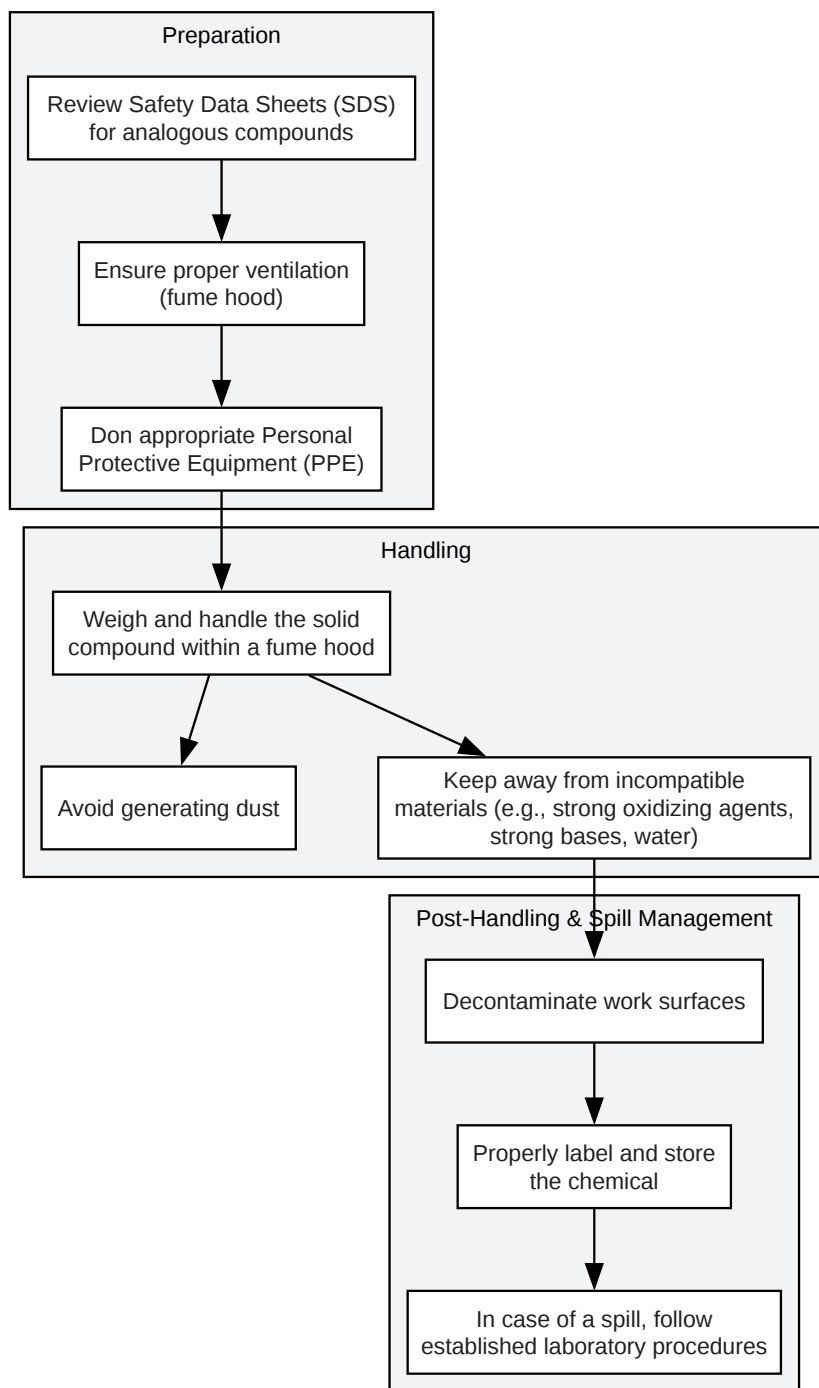 Preparation
Review Safety Data Sheets (SDS)
for analogous compounds
Ensure proper ventilation
(fume hood)
Don appropriate Personal
Protective Equipment (PPE)
Handling
Weigh and handle the solid
compound within a fume hood
Avoid generating dust
Keep away from incompatible
materials (e.g., strong oxidizing agents,
strong bases, water)
Post-Handling & Spill Management
Decontaminate work surfaces
Properly label and store
the chemical
In case of a spill, follow
established laboratory procedures